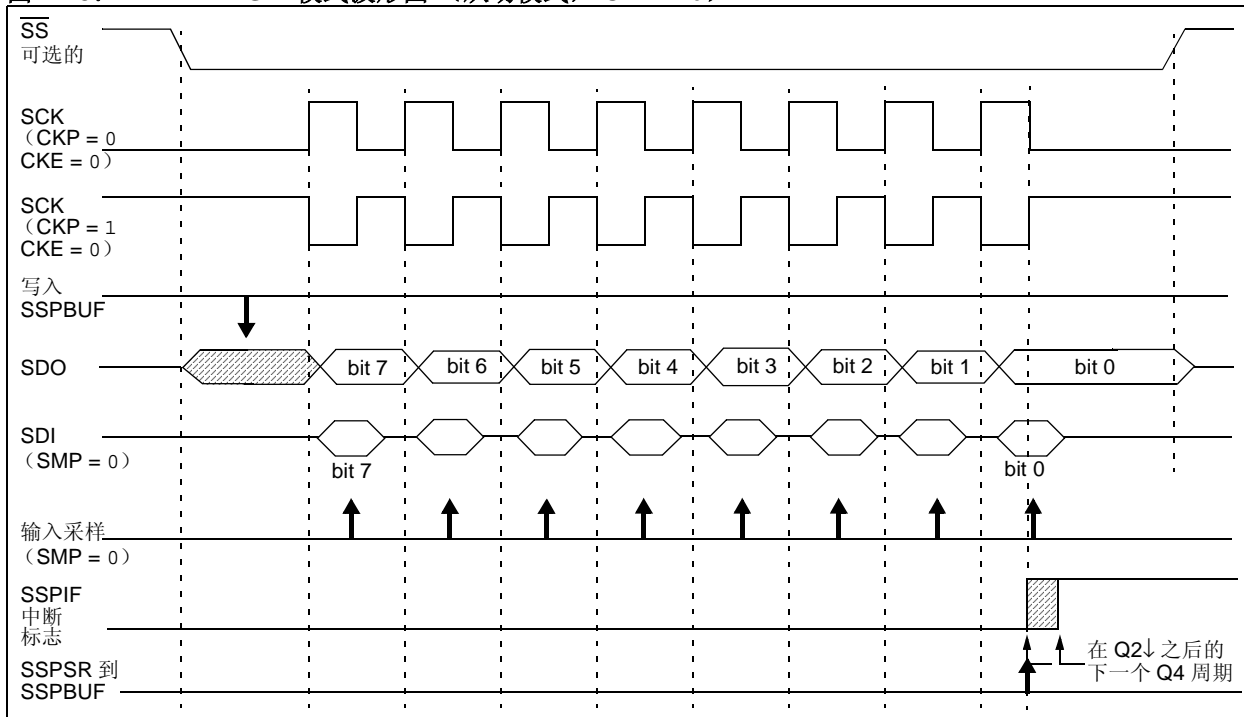 SS
可选的
SCK
（CKP = 0
CKE = 0）
SCK
（CKP = 1
CKE = 0）
写入
SSPBUF
SDO
bit 7 bit 6 bit 5 bit 4 bit 3 bit 2 bit 1 bit 0
SDI
（SMP = 0）
bit 7 bit 0
输入采样
（SMP = 0）
SSPIF
中断
标志
在 Q2↓ 之后的
下一个 Q4 周期
SSPSR 到
SSPBUF